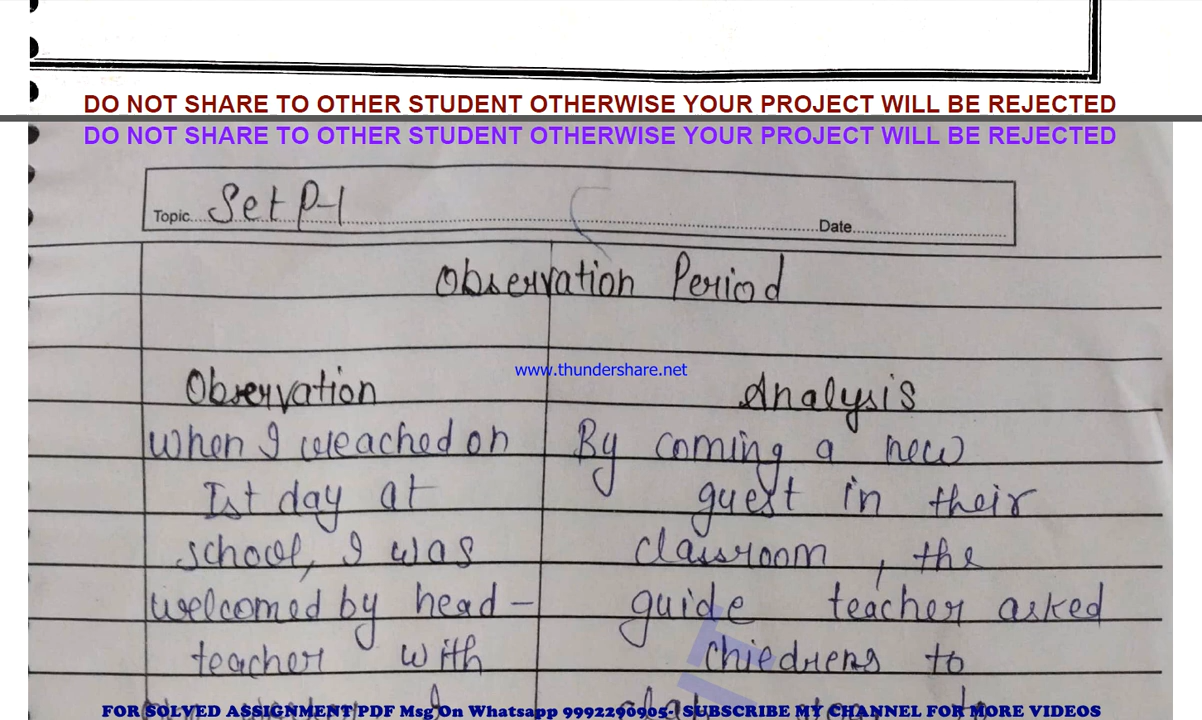 DO NOT SHARE TO OTHER STUDENT OTHERWISE YOUR PROJECT WILL BE REJECTED
DO NOT SHARE TO OTHER STUDENT OTHERWISE YOUR PROJECT WILL BE REJECTED
Topic Set P-1 Date
Observation Period
www.thundershare.net
Observation
When I reached on
Ist day at
school, I was
welcomed by head-
teacher with
Analysis
By coming a new
guest in their
classroom, the
guide teacher asked
childrens to
FOR SOLVED ASSIGNMENT PDF Msg On Whatsapp 9992290905- SUBSCRIBE MY CHANNEL FOR MORE VIDEOS